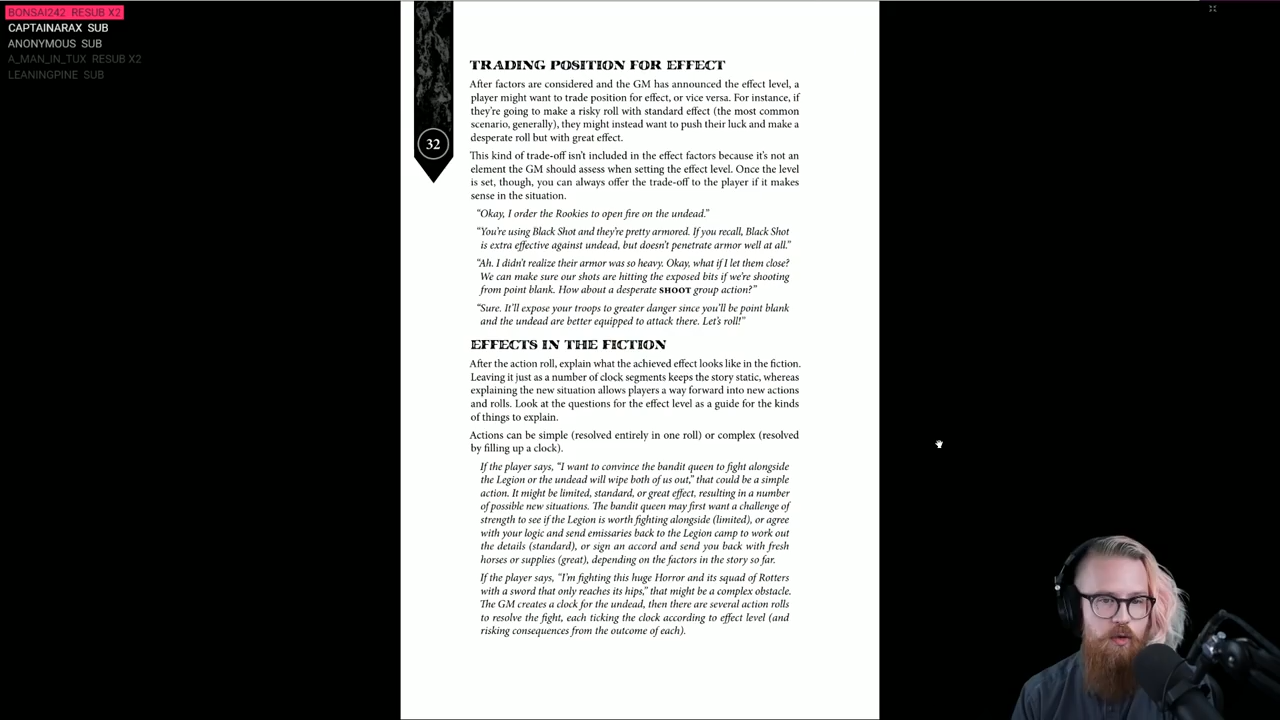 BONSAI242 RESUB X2
CAPTAINARAX SUB
ANONYMOUS SUB
A_MAN_IN_TUX RESUB X2
LEANINGPINE SUB
32
TRADING POSITION FOR EFFECT
After factors are considered and the GM has announced the effect level, a
player might want to trade position for effect, or vice versa. For instance, if
they're going to make a risky roll with standard effect (the most common
scenario, generally), they might instead want to push their luck and make a
desperate roll but with great effect.
This kind of trade-off isn't included in the effect factors because it's not an
element the GM should assess when setting the effect level. Once the level
is set, though, you can always offer the trade-off to the player if it makes
sense in the situation.
“Okay, I order the Rookies to open fire on the undead.”
“You're using Black Shot and they're pretty armored. If you recall, Black Shot
is extra effective against undead, but doesn't penetrate armor well at all.”
“Ah. I didn't realize their armor was so heavy. Okay, what if I let them close?
We can make sure our shots are hitting the exposed bits if we're shooting
from point blank. How about a desperate SHOOT group action?”
“Sure. It'll expose your troops to greater danger since you'll be point blank
and the undead are better equipped to attack there. Let's roll!”
EFFECTS IN THE FICTION
After the action roll, explain what the achieved effect looks like in the fiction.
Leaving it just as a number of clock segments keeps the story static, whereas
explaining the new situation allows players a way forward into new actions
and rolls. Look at the questions for the effect level as a guide for the kinds
of things to explain.
Actions can be simple (resolved entirely in one roll) or complex (resolved
by filling up a clock).
If the player says, “I want to convince the bandit queen to fight alongside
the Legion or the undead will wipe both of us out,” that could be a simple
action. It might be limited, standard, or great effect, resulting in a number
of possible new situations. The bandit queen may first want a challenge of
strength to see if the Legion is worth fighting alongside (limited), or agree
with your logic and send emissaries back to the Legion camp to work out
the details (standard), or sign an accord and send you back with fresh
horses or supplies (great), depending on the factors in the story so far.
If the player says, “I'm fighting this huge Horror and its squad of Rotters
with a sword that only reaches its hips,” that might be a complex obstacle.
The GM creates a clock for the undead, then there are several action rolls
to resolve the fight, each ticking the clock according to effect level (and
risking consequences from the outcome of each).